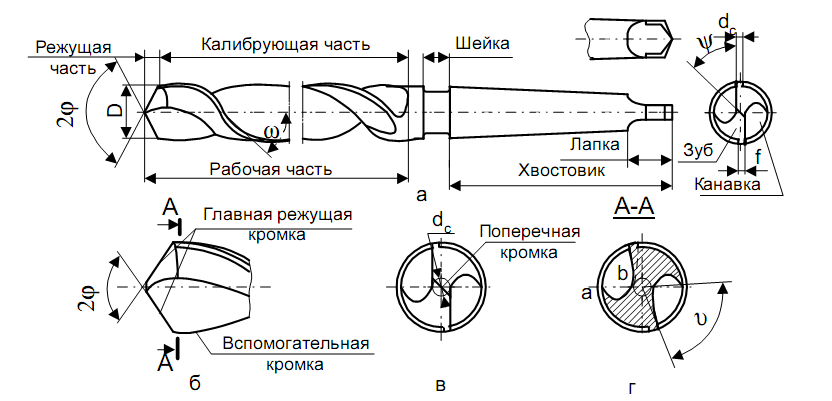 Режущая
часть
Калибрующая часть
Шейка
d꜀
ψ
2φ
D
ω
Рабочая часть
Лапка
Хвостовик
Зуб
f
Канавка
а
А
Главная режущая
кромка
d꜀
Поперечная
кромка
А-А
2φ
a
b
υ
Вспомогательная
кромка
А
б
в
г